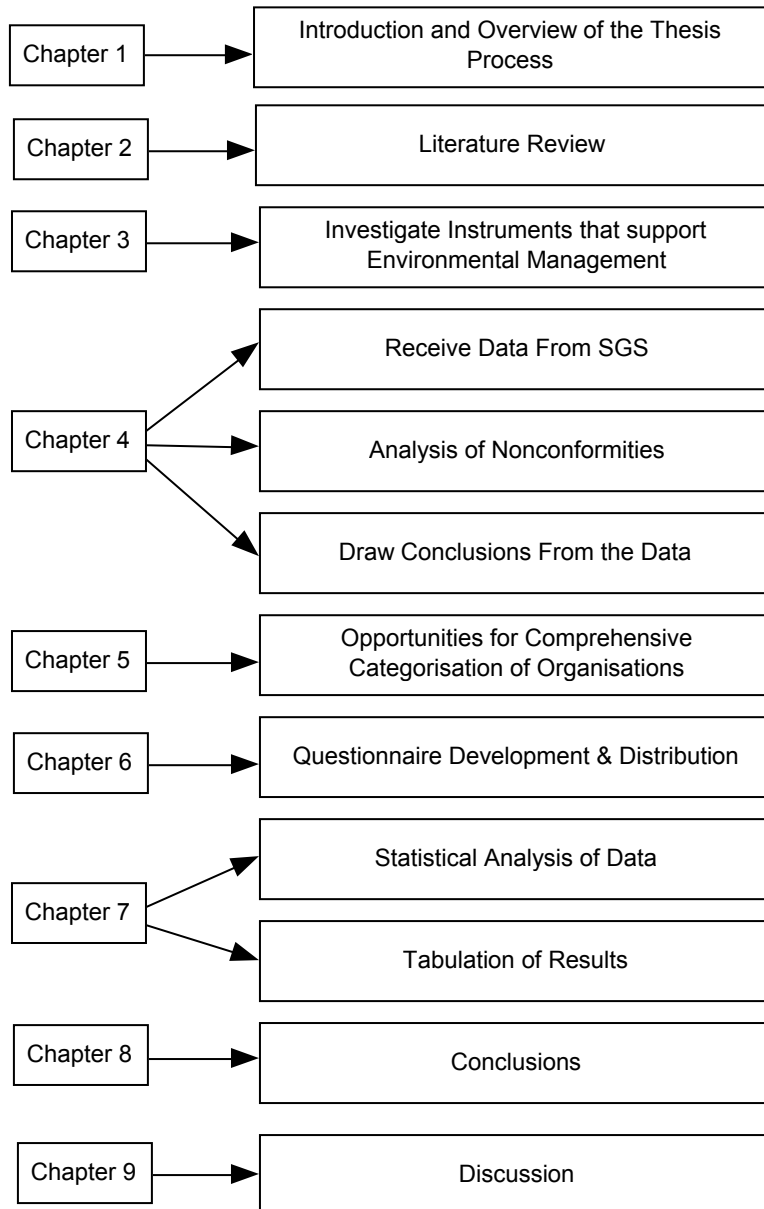 Chapter 1
Introduction and Overview of the Thesis
Process
Chapter 2
Literature Review
Chapter 3
Investigate Instruments that support
Environmental Management
Chapter 4
Receive Data From SGS
Analysis of Nonconformities
Draw Conclusions From the Data
Chapter 5
Opportunities for Comprehensive
Categorisation of Organisations
Chapter 6
Questionnaire Development & Distribution
Chapter 7
Statistical Analysis of Data
Tabulation of Results
Chapter 8
Conclusions
Chapter 9
Discussion